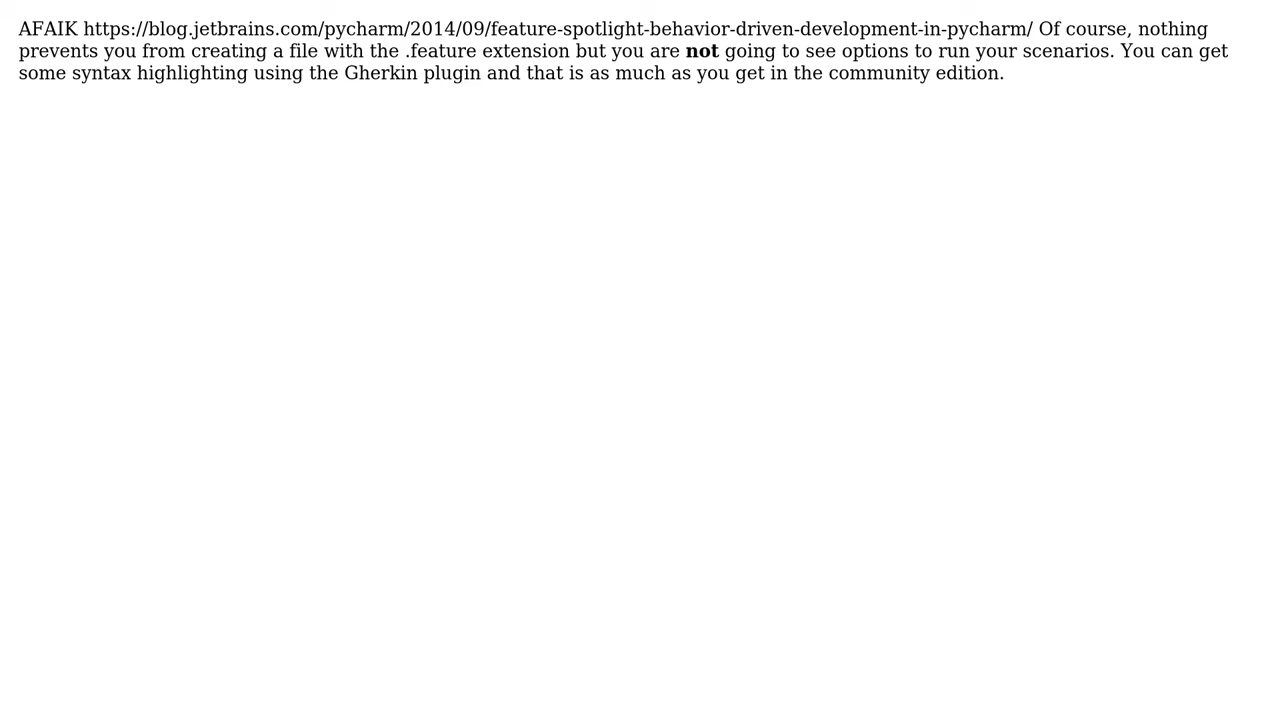 AFAIK https://blog.jetbrains.com/pycharm/2014/09/feature-spotlight-behavior-driven-development-in-pycharm/ Of course, nothing
prevents you from creating a file with the .feature extension but you are not going to see options to run your scenarios. You can get
some syntax highlighting using the Gherkin plugin and that is as much as you get in the community edition.